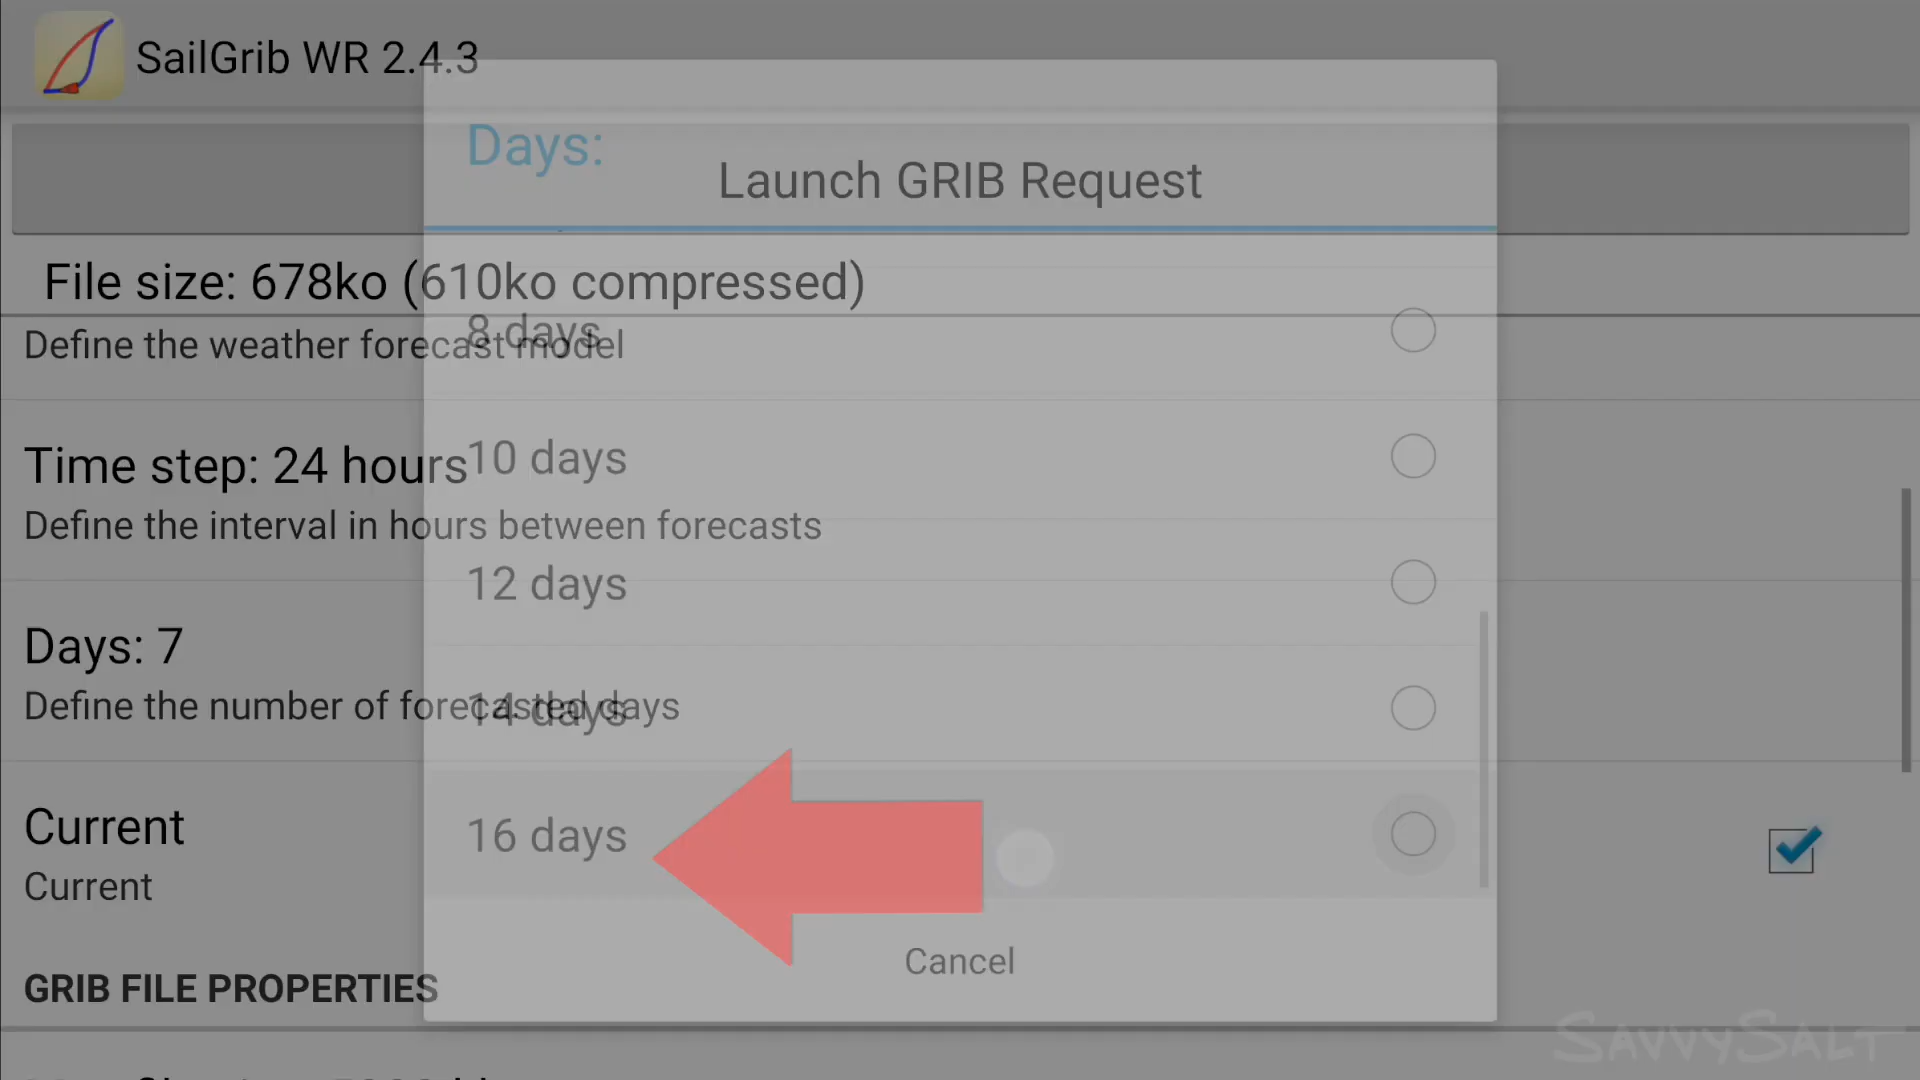 SailGrib WR 2.4.3
Days:
Launch GRIB Request
File size: 678ko (610ko compressed)
8 days
Define the weather forecast model
10 days
Time step: 24 hours
Define the interval in hours between forecasts
12 days
Days: 7
Define the number of forecasted days
14 days
16 days
Current
Current
Cancel
GRIB FILE PROPERTIES
SavvySalt